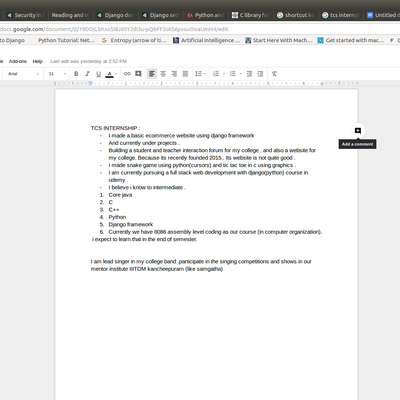 Security in
Reading and
Django do
Django set
Python an
C library fu
shortcut k
tcs interns
Untitled d
docs.google.com/document/d/
to Django
Python Tutorial: Net...
Entropy(arrow of ti...
Artificial Intelligence ...
Start Here With Mach...
Get started with mac...
Add-ons Help Last edit was yesterday at 2:52 PM
Arial 11 B I U A
TCS INTERNSHIP :
- I made a basic ecommerce website using django framework
- And currently under projects .
- Building a student and teacher interaction forum for my college . and also a website for
my college. Because its recently founded 2015.. Its website is not quite good .
- I made snake game using python(cursors) and tic tac toe in c using graphics .
- I am currently pursuing a full stack web development with django(python) course in
udemy .
- I believe i know to intermediate .
1. Core java
2. C
3. C++
4. Python
5. Django framework
6. Currently we have 8086 assembly level coding as our course (in computer organization).
i expect to learn that in the end of semester.
I am lead singer in my college band .participate in the singing competitions and shows in our
mentor institute IIITDM kancheepuram (like samgatha)
Add a comment